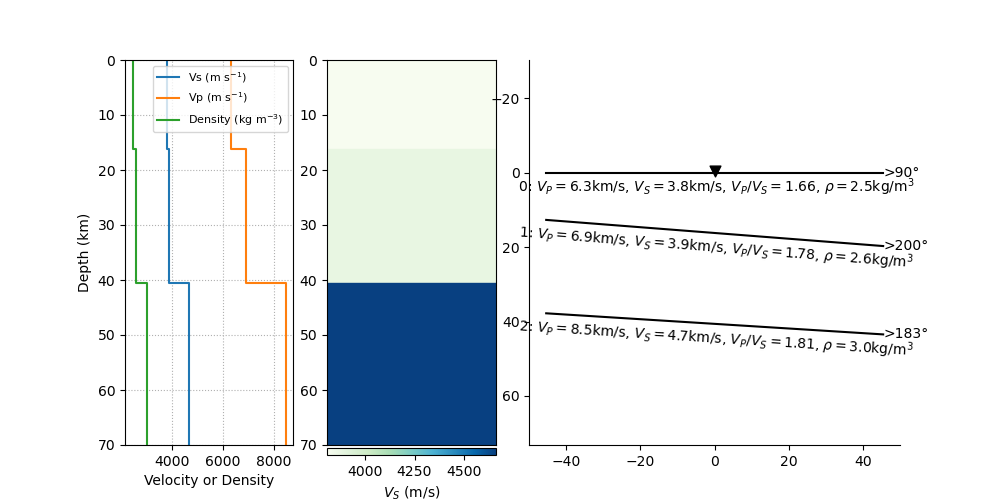 0
10
20
30
40
50
60
70
Depth (km)
4000 6000 8000
Velocity or Density
Vs (m s⁻¹)
Vp (m s⁻¹)
Density (kg m⁻³)
0
10
20
30
40
50
60
70
4000 4250 4500
V_S (m/s)
−20
0
20
40
60
−40 −20 0 20 40
>90°
0: V_P = 6.3km/s, V_S = 3.8km/s, V_P/V_S = 1.66, ρ = 2.5kg/m³
>200°
1: V_P = 6.9km/s, V_S = 3.9km/s, V_P/V_S = 1.78, ρ = 2.6kg/m³
>183°
2: V_P = 8.5km/s, V_S = 4.7km/s, V_P/V_S = 1.81, ρ = 3.0kg/m³